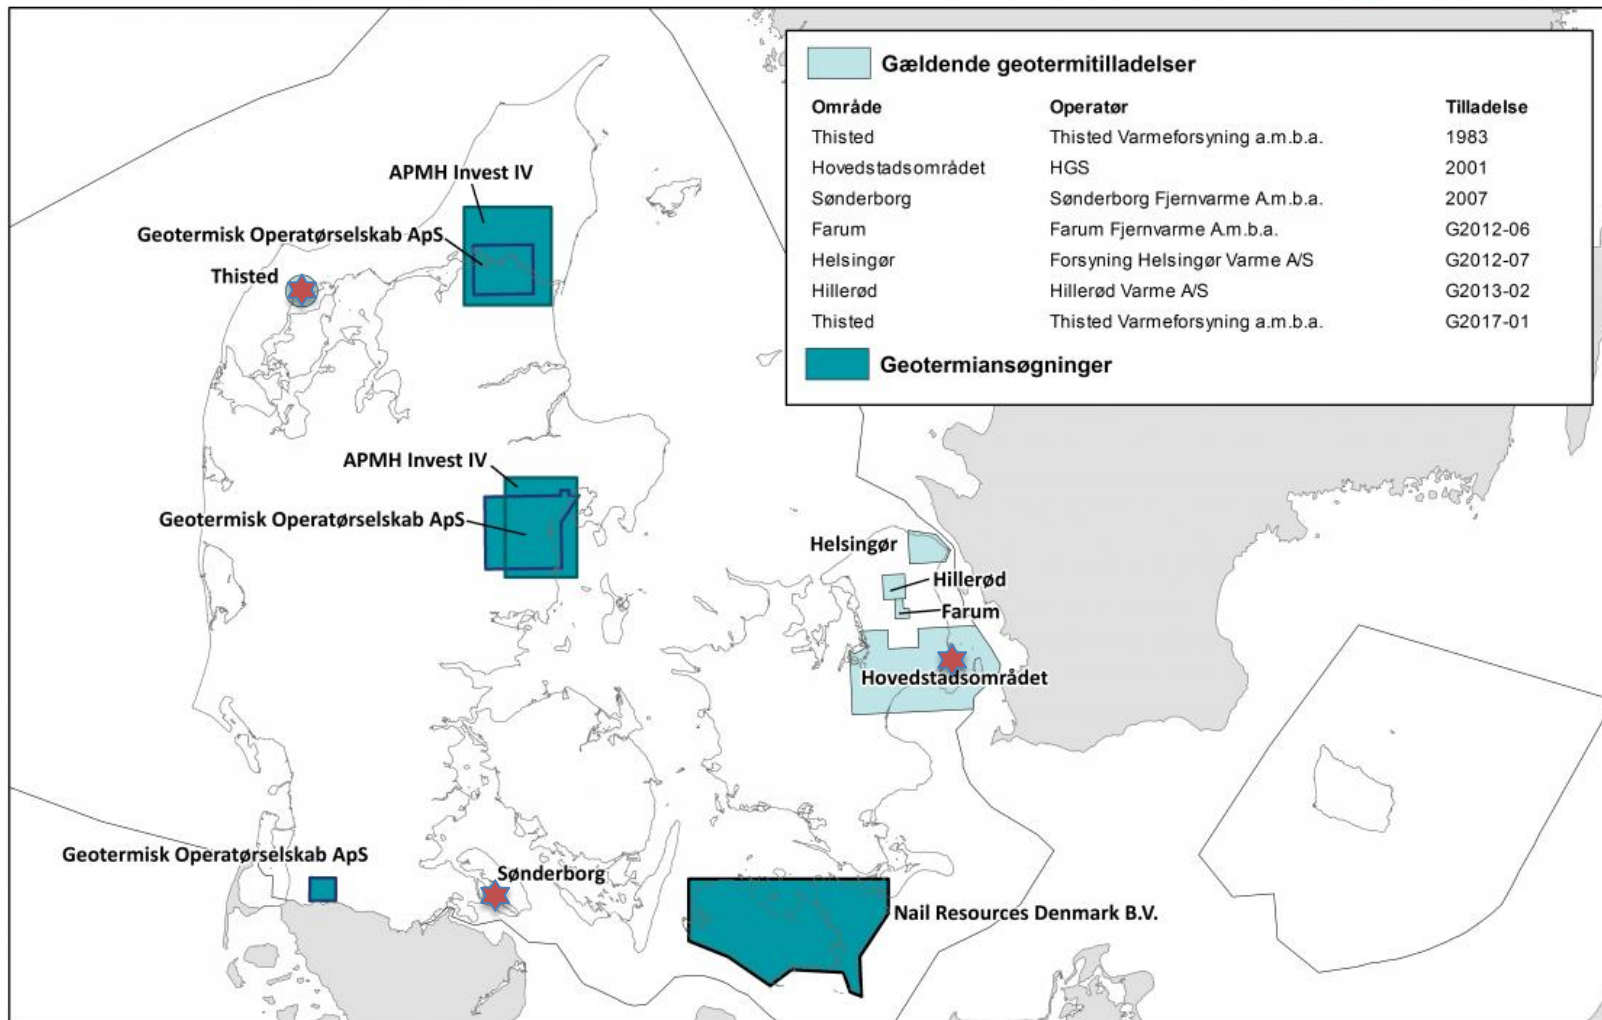 Gældende geotermitilladelser
Område Operatør Tilladelse
Thisted Thisted Varmeforsyning a.m.b.a. 1983
Hovedstadsområdet HGS 2001
Sønderborg Sønderborg Fjernvarme A.m.b.a. 2007
Farum Farum Fjernvarme A.m.b.a. G2012-06
Helsingør Forsyning Helsingør Varme A/S G2012-07
Hillerød Hillerød Varme A/S G2013-02
Thisted Thisted Varmeforsyning a.m.b.a. G2017-01
Geotermiansøgninger
APMH Invest IV
Geotermisk Operatørselskab ApS
Thisted
APMH Invest IV
Geotermisk Operatørselskab ApS
Helsingør
Hillerød
Farum
Hovedstadsområdet
Geotermisk Operatørselskab ApS
Sønderborg
Nail Resources Denmark B.V.